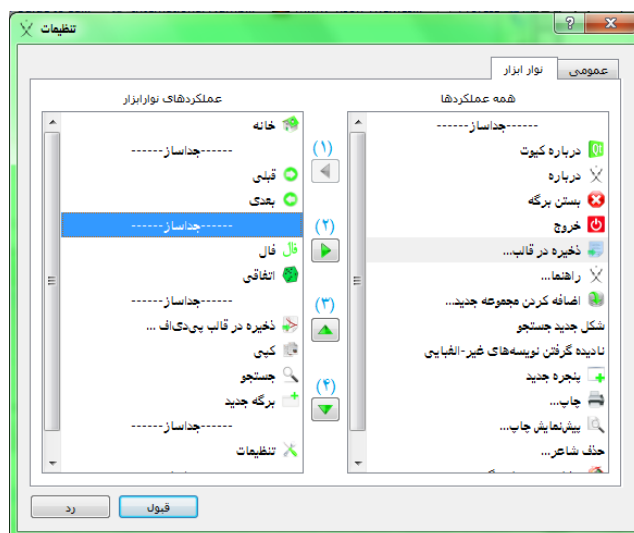 تنظیمات
عمومی
نوار ابزار
همه عملکردها
------جداساز------
درباره کیوت
درباره
بستن برگه
خروج
ذخیره در قالب...
راهنما...
اضافه کردن مجموعه جدید...
شکل جدید جستجو
نادیده گرفتن نویسه‌های غیر-الفبایی
پنجره جدید
چاپ...
پیش‌نمایش چاپ...
حذف شاعر...
(۱)
(۲)
(۳)
(۴)
عملکردهای نوارابزار
خانه
------جداساز------
قبلی
بعدی
------جداساز------
فال
اتفاقی
------جداساز------
ذخیره در قالب پی‌دی‌اف ...
کپی
جستجو
برگه جدید
------جداساز------
تنظیمات
قبول
رد